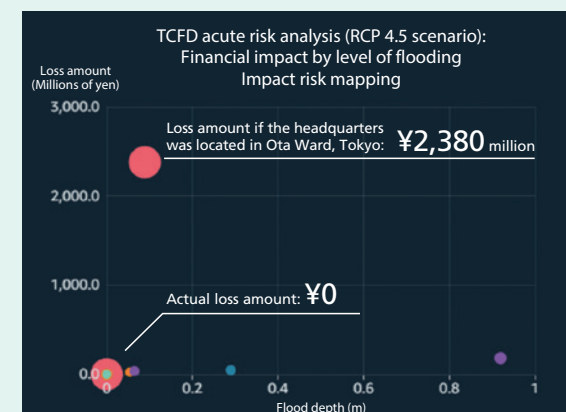 TCFD acute risk analysis (RCP 4.5 scenario):
Financial impact by level of flooding
Impact risk mapping
Loss amount
(Millions of yen)
3,000.0
Loss amount if the headquarters
was located in Ota Ward, Tokyo: ¥2,380 million
2,000.0
1,000.0
Actual loss amount: ¥0
0.0
0 0.2 0.4 0.6 0.8 1
Flood depth (m)